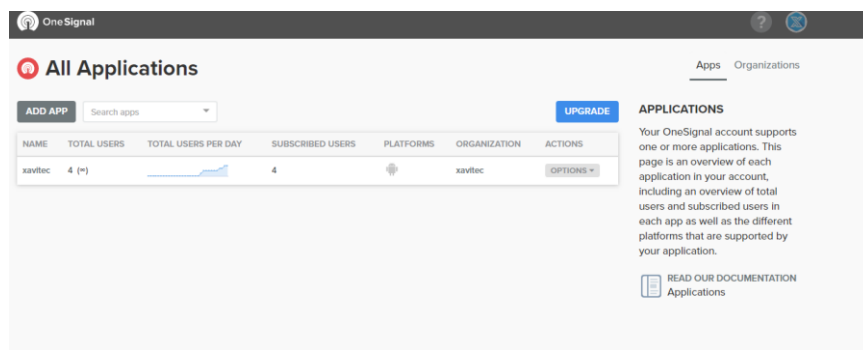 OneSignal
?
All Applications
Apps Organizations
ADD APP Search apps UPGRADE
NAME TOTAL USERS TOTAL USERS PER DAY SUBSCRIBED USERS PLATFORMS ORGANIZATION ACTIONS
xavitec 4 (=) 4 xavitec OPTIONS
APPLICATIONS
Your OneSignal account supports
one or more applications. This
page is an overview of each
application in your account,
including an overview of total
users and subscribed users in
each app as well as the different
platforms that are supported by
your application.
READ OUR DOCUMENTATION
Applications